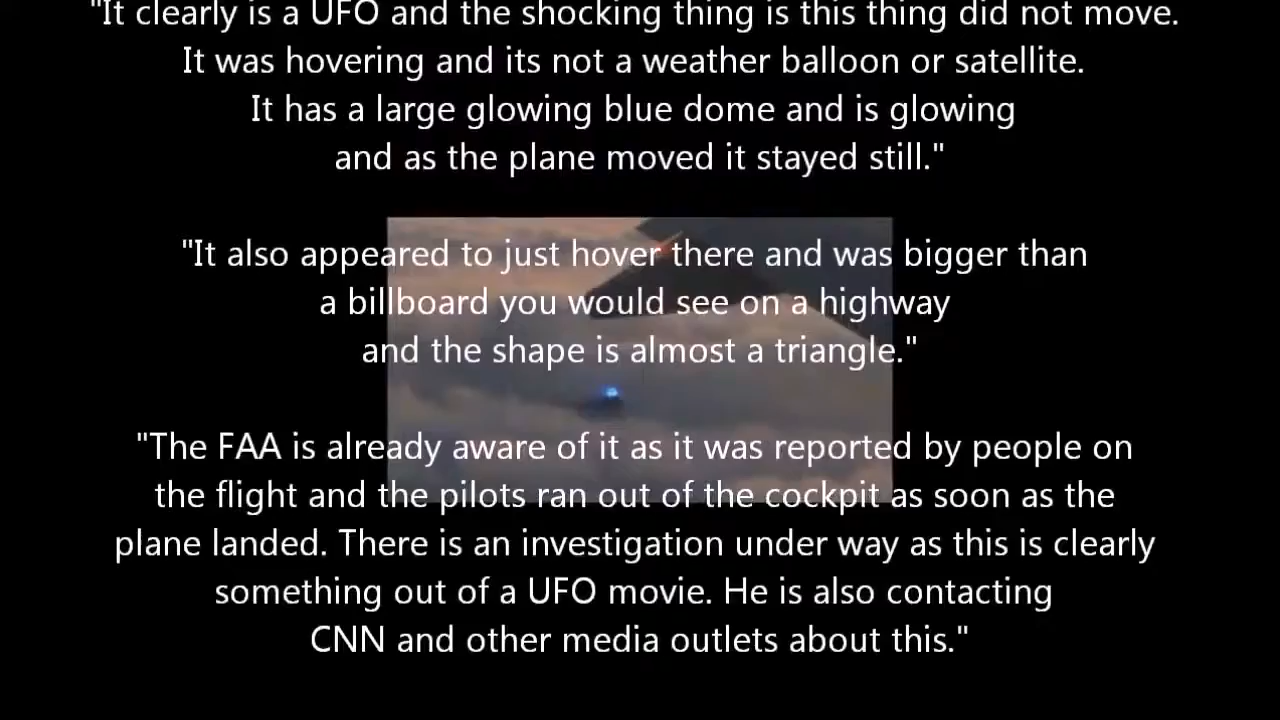 "It clearly is a UFO and the shocking thing is this thing did not move.
It was hovering and its not a weather balloon or satellite.
It has a large glowing blue dome and is glowing
and as the plane moved it stayed still."
"It also appeared to just hover there and was bigger than
a billboard you would see on a highway
and the shape is almost a triangle."
"The FAA is already aware of it as it was reported by people on
the flight and the pilots ran out of the cockpit as soon as the
plane landed. There is an investigation under way as this is clearly
something out of a UFO movie. He is also contacting
CNN and other media outlets about this."